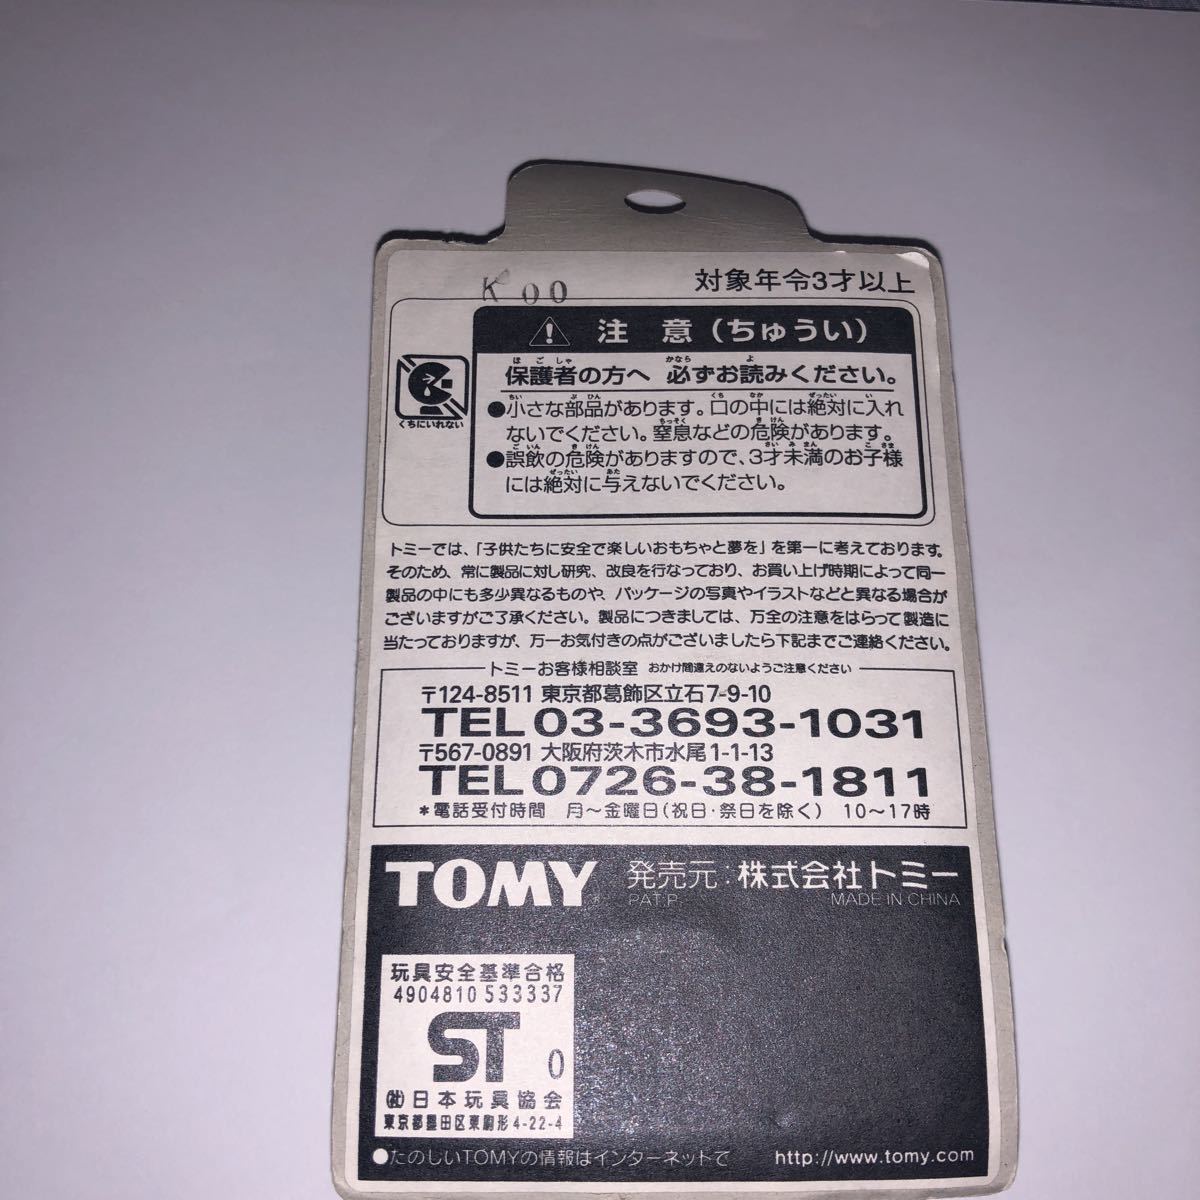 K 00
対象年令3才以上
注 意（ちゅうい）
保護者の方へ 必ずお読みください。
●小さな部品があります。口の中には絶対に入れ
ないでください。窒息などの危険があります。
●誤飲の危険がありますので、3才未満のお子様
には絶対に与えないでください。
くちにいれない
トミーでは、「子供たちに安全で楽しいおもちゃと夢を」を第一に考えております。
そのため、常に製品に対し研究、改良を行なっており、お買い上げ時期によって同一
製品の中にも多少異なるものや、パッケージの写真やイラストなどと異なる場合が
ございますがご了承ください。製品につきましては、万全の注意をはらって製造に
当たっておりますが、万一お気付きの点がございましたら下記までご連絡ください。
トミーお客様相談室 おかけ間違えのないようご注意ください
〒124-8511 東京都葛飾区立石7-9-10
TEL03-3693-1031
〒567-0891 大阪府茨木市水尾1-1-13
TEL0726-38-1811
＊電話受付時間 月〜金曜日（祝日・祭日を除く） 10〜17時
TOMY 発売元：株式会社トミー
PAT.P MADE IN CHINA
玩具安全基準合格
4904810 533337
ST 0
㈳日本玩具協会
東京都墨田区東駒形4-22-4
●たのしいTOMYの情報はインターネットで http://www.tomy.com